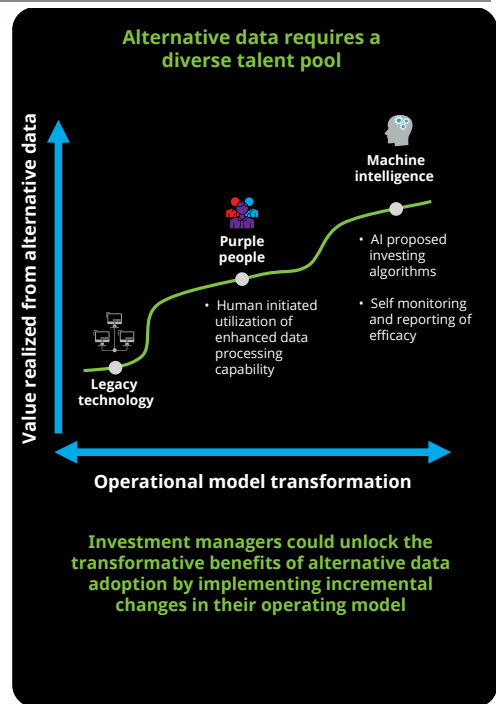 Alternative data requires a
diverse talent pool
Value realized from alternative data
Machine
intelligence
• AI proposed
investing
algorithms
• Self monitoring
and reporting of
efficacy
Purple
people
• Human initiated
utilization of
enhanced data
processing
capability
Legacy
technology
Operational model transformation
Investment managers could unlock the
transformative benefits of alternative data
adoption by implementing incremental
changes in their operating model